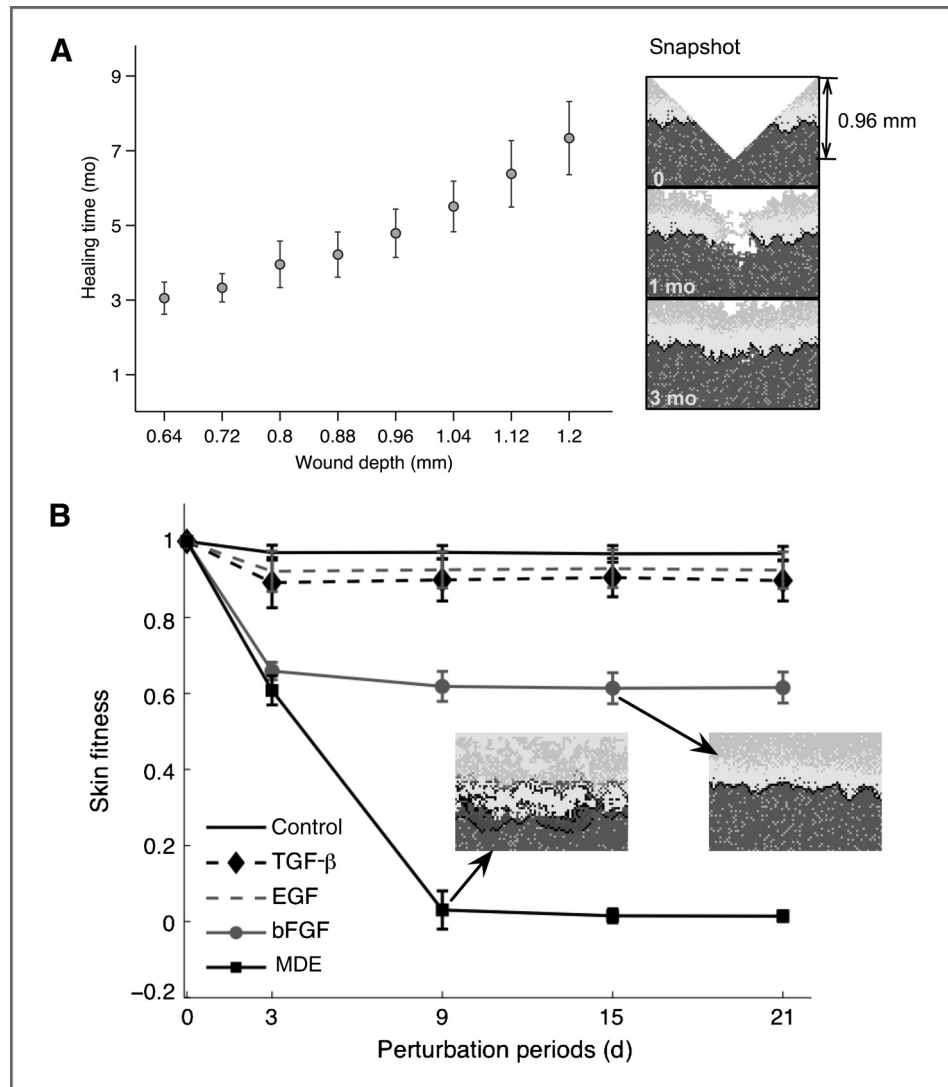 A
Snapshot
9
7
5
3
1
Healing time (mo)
0.64 0.72 0.8 0.88 0.96 1.04 1.12 1.2
Wound depth (mm)
0.96 mm
0
1 mo
3 mo
B
1
0.8
0.6
0.4
0.2
0
−0.2
Skin fitness
Control
TGF-β
EGF
bFGF
MDE
0 3 9 15 21
Perturbation periods (d)